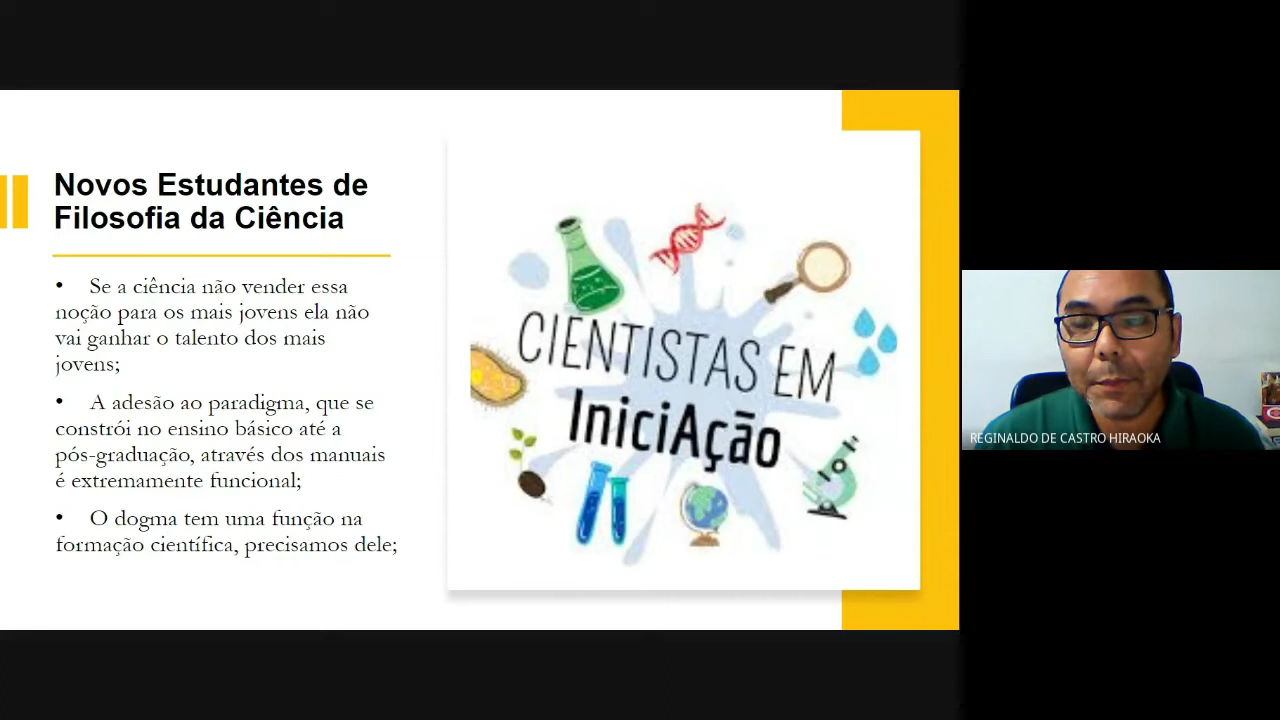 Novos Estudantes de
Filosofia da Ciência
• Se a ciência não vender essa
noção para os mais jovens ela não
vai ganhar o talento dos mais
jovens;
• A adesão ao paradigma, que se
constrói no ensino básico até a
pós-graduação, através dos manuais
é extremamente funcional;
• O dogma tem uma função na
formação científica, precisamos dele;
CIENTISTAS EM
IniciAção
REGINALDO DE CASTRO HIRAOKA